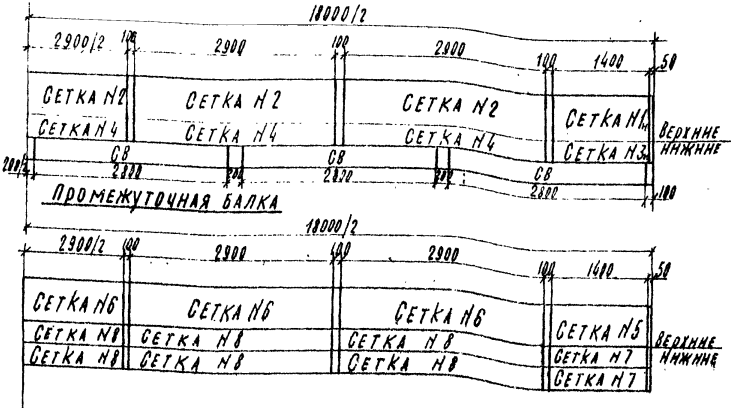 18000/2
2900/2 100 2900 100 2900 100 1400 50
СЕТКА N2 СЕТКА N2 СЕТКА N2 СЕТКА N1
ВЕРХНИЕ
СЕТКА N4 СЕТКА N4 СЕТКА N4 СЕТКА N3
НИЖНИЕ
СВ СВ СВ
2800 200 2800 200 2800 100
ПРОМЕЖУТОЧНАЯ БАЛКА
18000/2
2900/2 100 2900 100 2900 100 1400 50
СЕТКА N6 СЕТКА N6 СЕТКА N6 СЕТКА N5
ВЕРХНИЕ
СЕТКА N8 СЕТКА N8 СЕТКА N8 СЕТКА N7
НИЖНИЕ
СЕТКА N8 СЕТКА N8 СЕТКА N8 СЕТКА N7